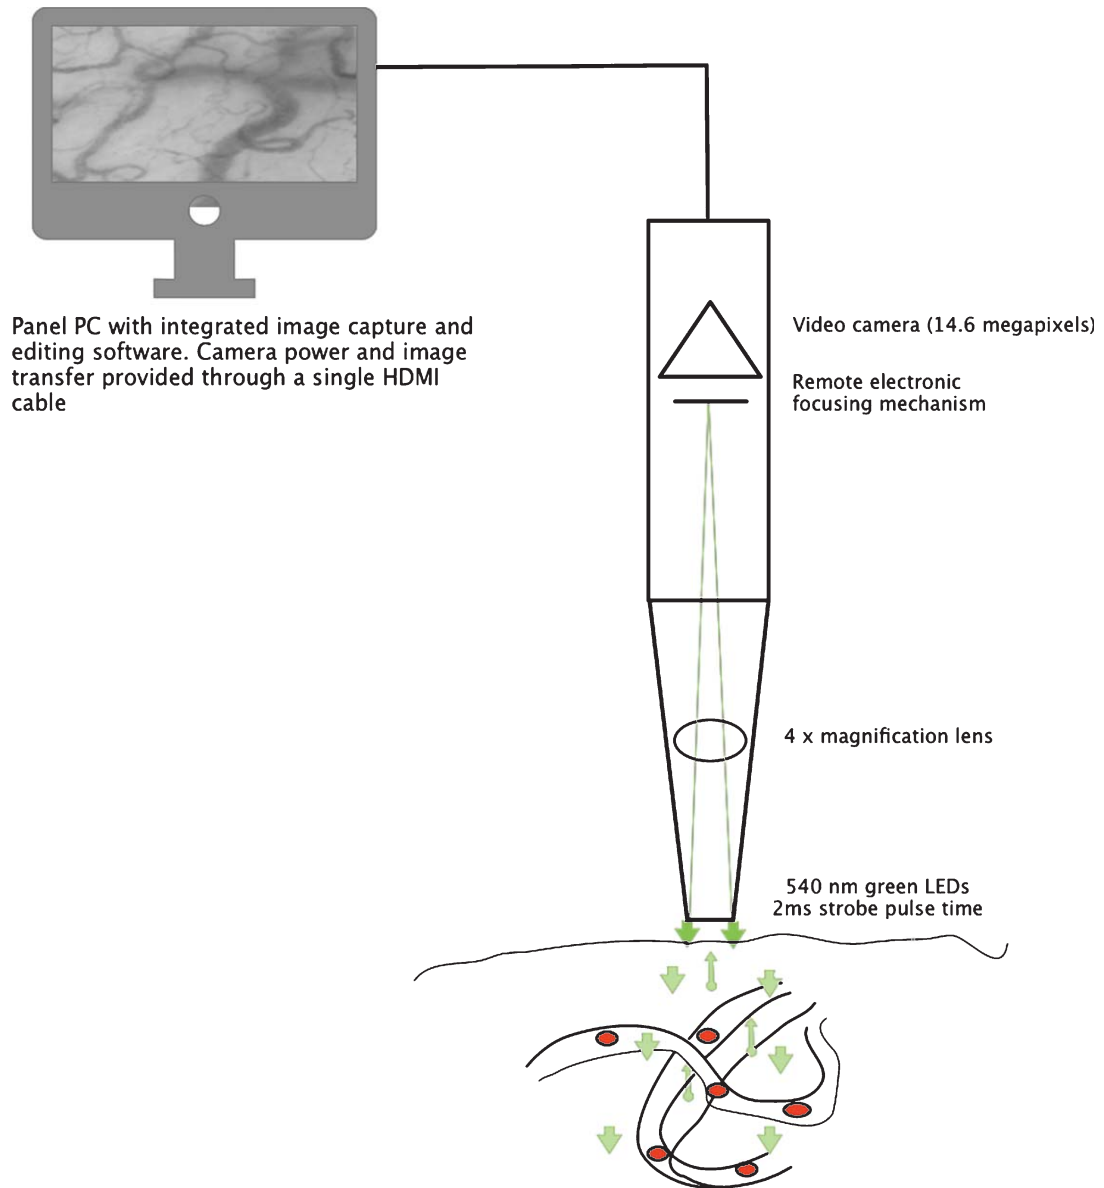 Panel PC with integrated image capture and
editing software. Camera power and image
transfer provided through a single HDMI
cable
Video camera (14.6 megapixels)
Remote electronic
focusing mechanism
4 x magnification lens
540 nm green LEDs
2ms strobe pulse time